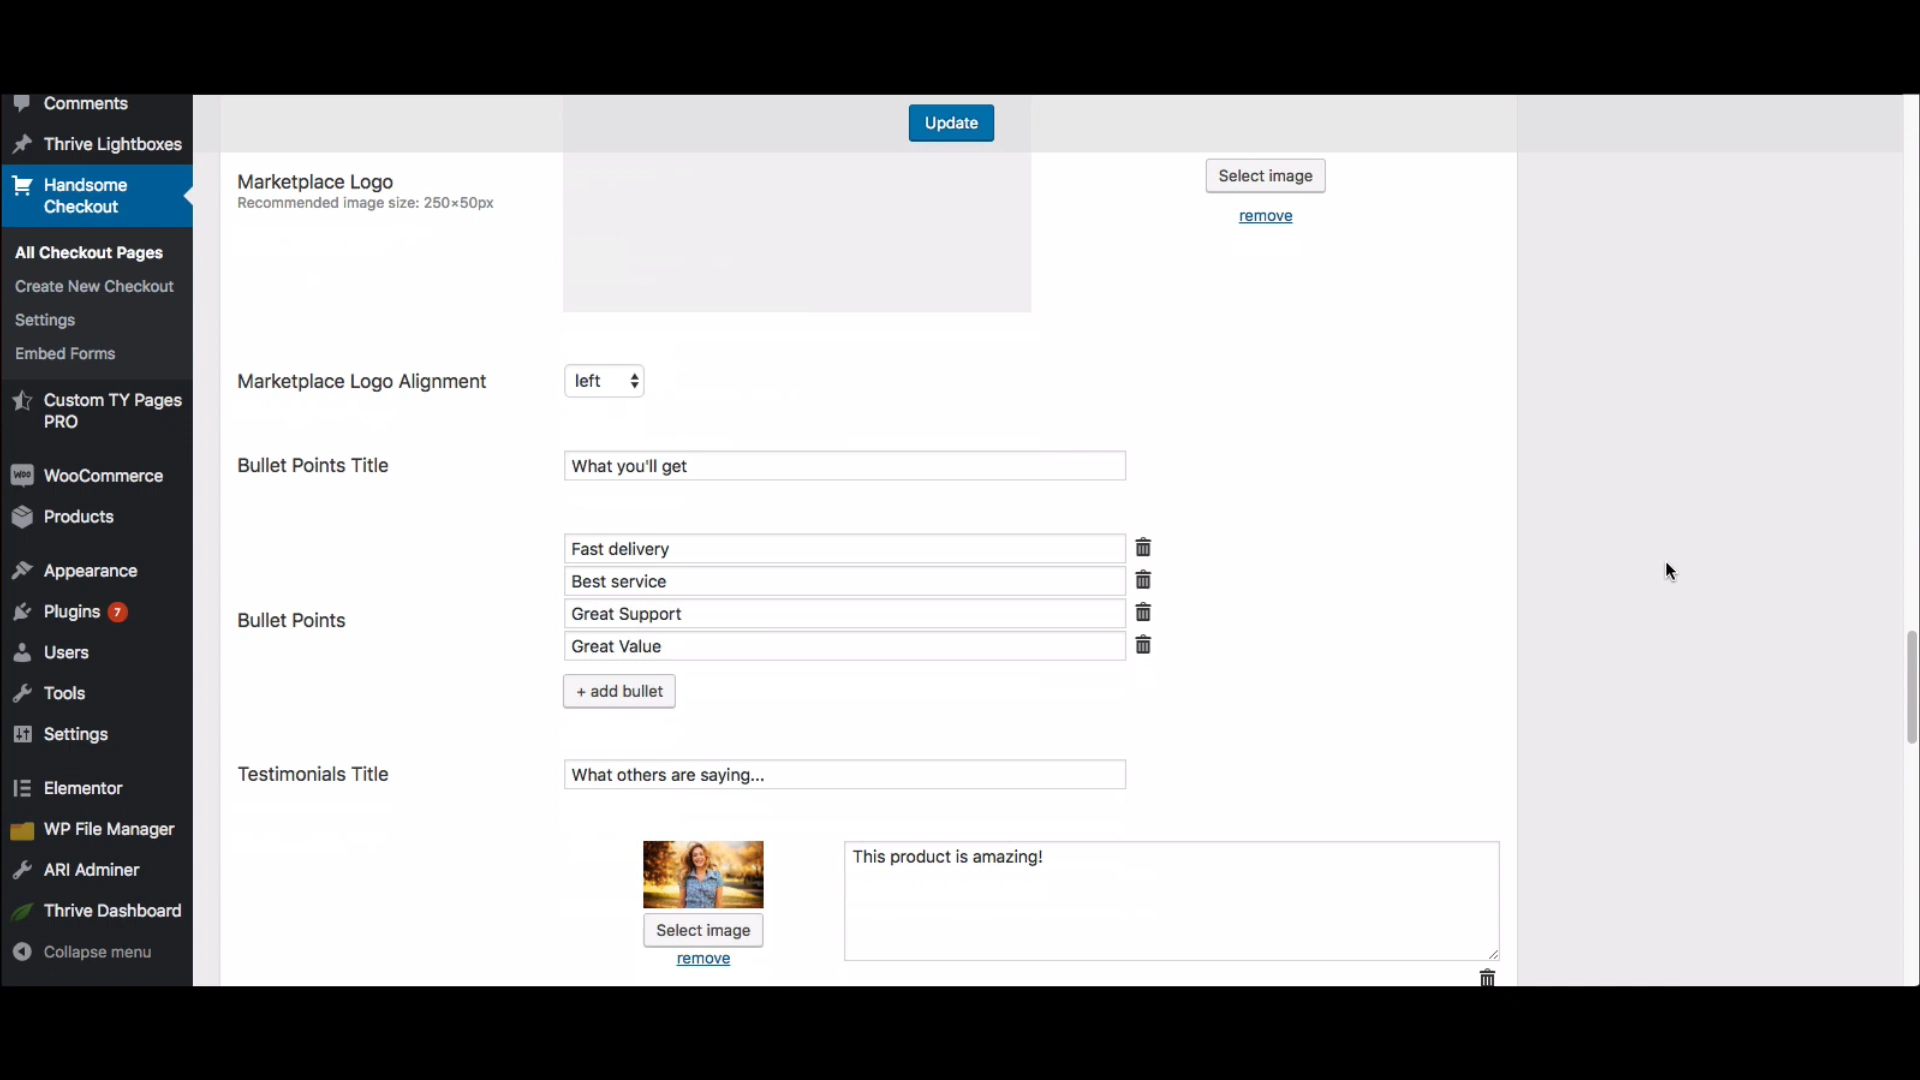 Comments
Thrive Lightboxes
Handsome
Checkout
All Checkout Pages
Create New Checkout
Settings
Embed Forms
Custom TY Pages
PRO
Woo WooCommerce
Products
Appearance
Plugins 7
Users
Tools
Settings
Elementor
WP File Manager
ARI Adminer
Thrive Dashboard
Collapse menu
Update
Marketplace Logo
Recommended image size: 250×50px
Select image
remove
Marketplace Logo Alignment
left
Bullet Points Title
What you'll get
Bullet Points
Fast delivery
Best service
Great Support
Great Value
+ add bullet
Testimonials Title
What others are saying...
Select image
remove
This product is amazing!